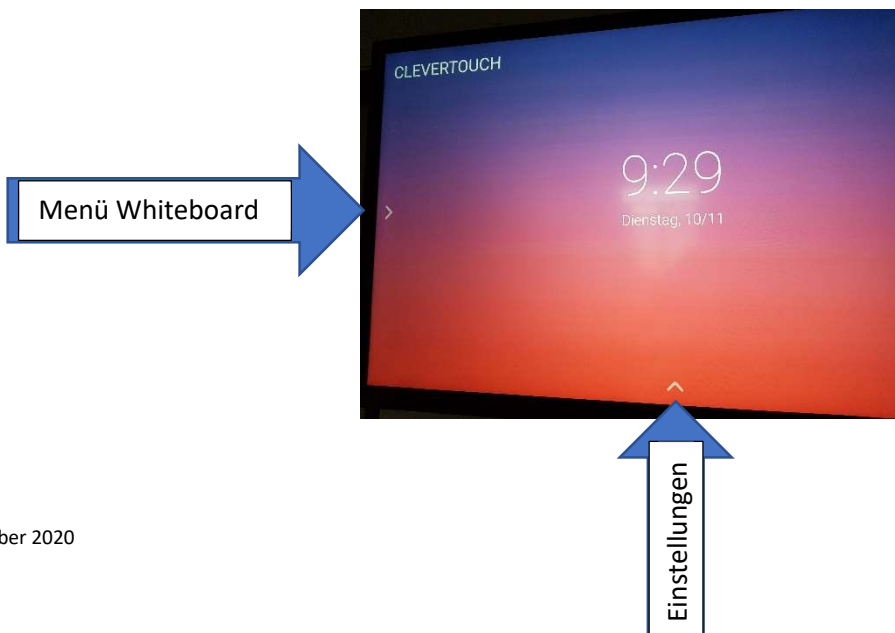 CLEVERTOUCH
9:29
Dienstag, 10/11
Menü Whiteboard
Einstellungen
ber 2020